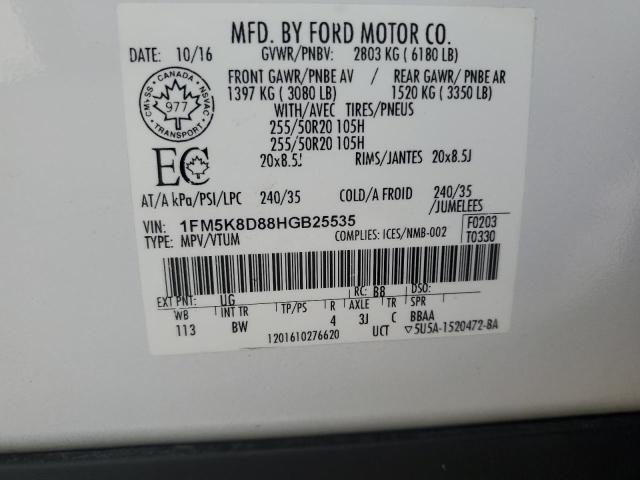 MFD. BY FORD MOTOR CO.
DATE: 10/16 GVWR/PNBV: 2803 KG ( 6180 LB)
FRONT GAWR/PNBE AV / REAR GAWR/ PNBE AR
1397 KG ( 3080 LB) 1520 KG ( 3350 LB)
WITH/AVEC TIRES/PNEUS
255/50R20 105H
255/50R20 105H
20x8.5J RIMS/JANTES 20x8.5J
AT/A kPa/PSI/LPC 240/35 COLD/A FROID 240/35
/JUMELEES
CANADA
CMVSS NSVAC
977
TRANSPORT
EC
VIN: 1FM5K8D88HGB25535 F0203
TYPE: MPV/VTUM COMPLIES: ICES/NMB-002 T0330
EXT PNT: UG RC: B8 DSO:
WB INT TR TP/PS R AXLE TR SPR
113 BW 4 3J C BBAA
1201610276620 UCT ▽5U5A-1520472-BA